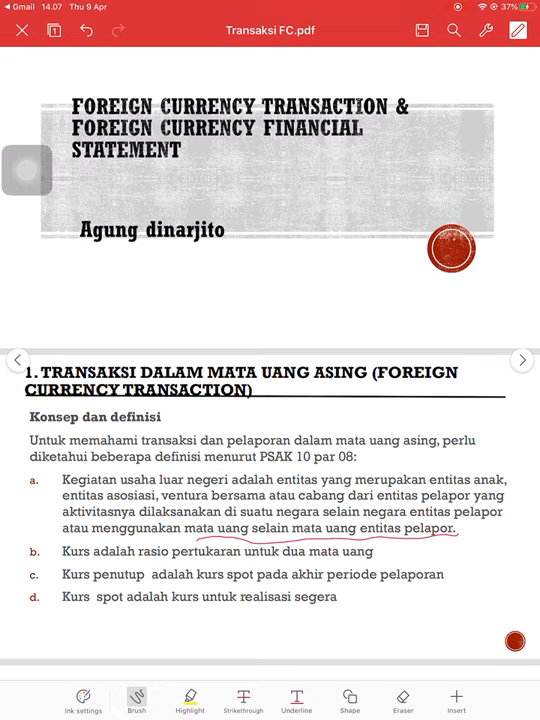 Gmail 14.07 Thu 9 Apr 37%
1 Transaksi FC.pdf
FOREIGN CURRENCY TRANSACTION &
FOREIGN CURRENCY FINANCIAL
STATEMENT
Agung dinarjito
1. TRANSAKSI DALAM MATA UANG ASING (FOREIGN
CURRENCY TRANSACTION)
Konsep dan definisi
Untuk memahami transaksi dan pelaporan dalam mata uang asing, perlu
diketahui beberapa definisi menurut PSAK 10 par 08:
a. Kegiatan usaha luar negeri adalah entitas yang merupakan entitas anak,
entitas asosiasi, ventura bersama atau cabang dari entitas pelapor yang
aktivitasnya dilaksanakan di suatu negara selain negara entitas pelapor
atau menggunakan mata uang selain mata uang entitas pelapor.
b. Kurs adalah rasio pertukaran untuk dua mata uang
c. Kurs penutup adalah kurs spot pada akhir periode pelaporan
d. Kurs spot adalah kurs untuk realisasi segera
Ink settings Brush Highlight Strikethrough Underline Shape Eraser Insert